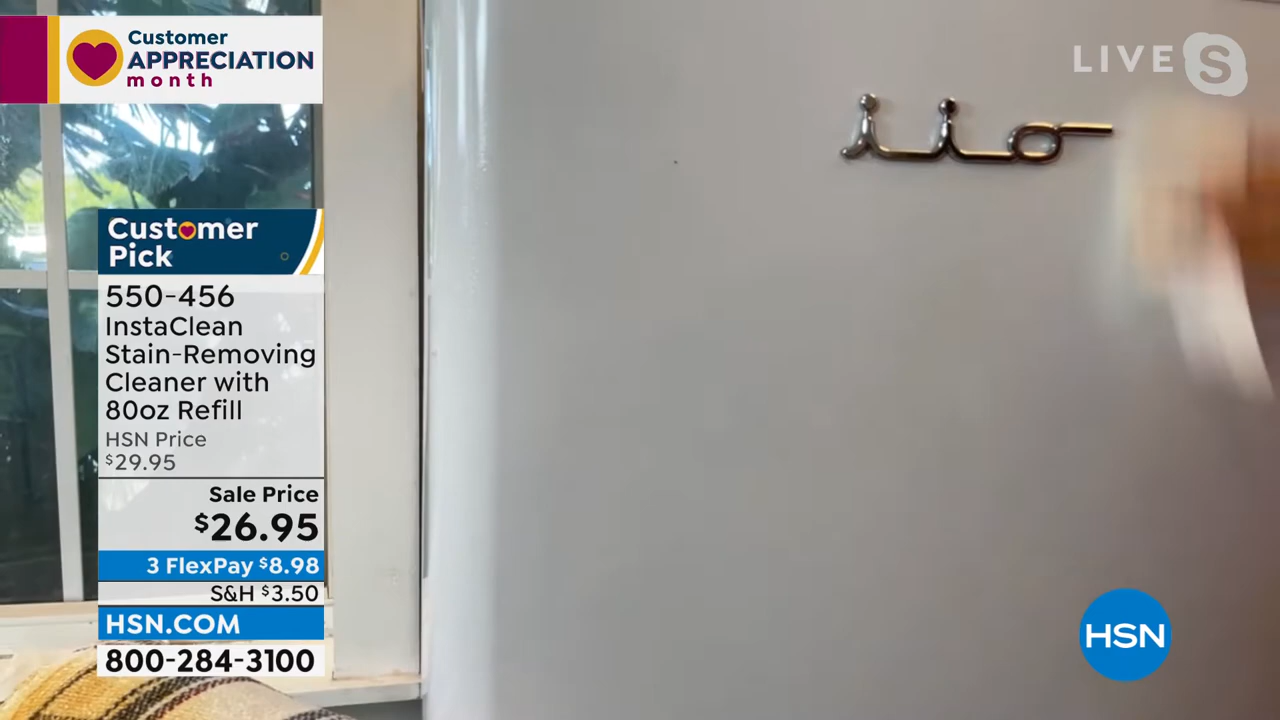 Customer
APPRECIATION
month
LIVE S
iio
Customer
Pick
550-456
InstaClean
Stain-Removing
Cleaner with
80oz Refill
HSN Price
$29.95
Sale Price
$26.95
3 FlexPay $8.98
S&H $3.50
HSN.COM
800-284-3100
HSN